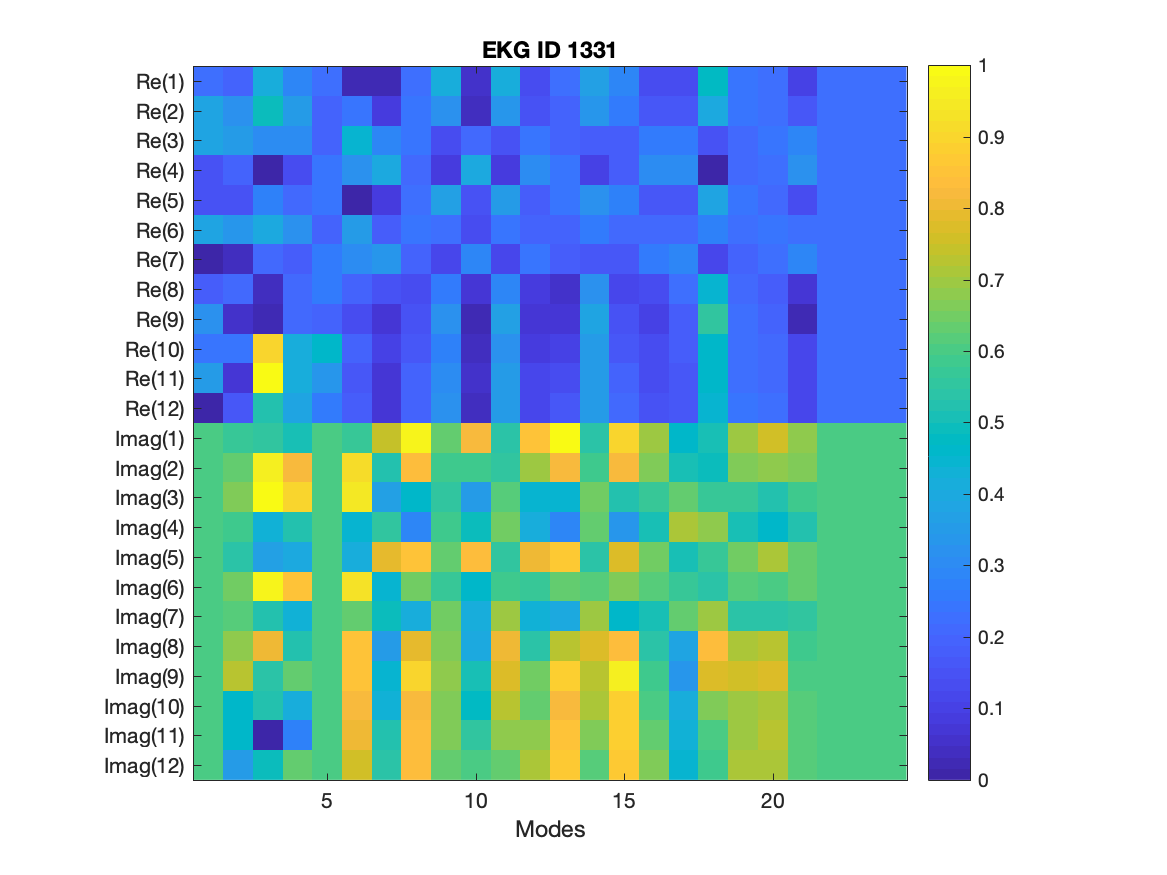 EKG ID 1331
Re(1)
Re(2)
Re(3)
Re(4)
Re(5)
Re(6)
Re(7)
Re(8)
Re(9)
Re(10)
Re(11)
Re(12)
Imag(1)
Imag(2)
Imag(3)
Imag(4)
Imag(5)
Imag(6)
Imag(7)
Imag(8)
Imag(9)
Imag(10)
Imag(11)
Imag(12)
5 10 15 20
Modes
1
0.9
0.8
0.7
0.6
0.5
0.4
0.3
0.2
0.1
0